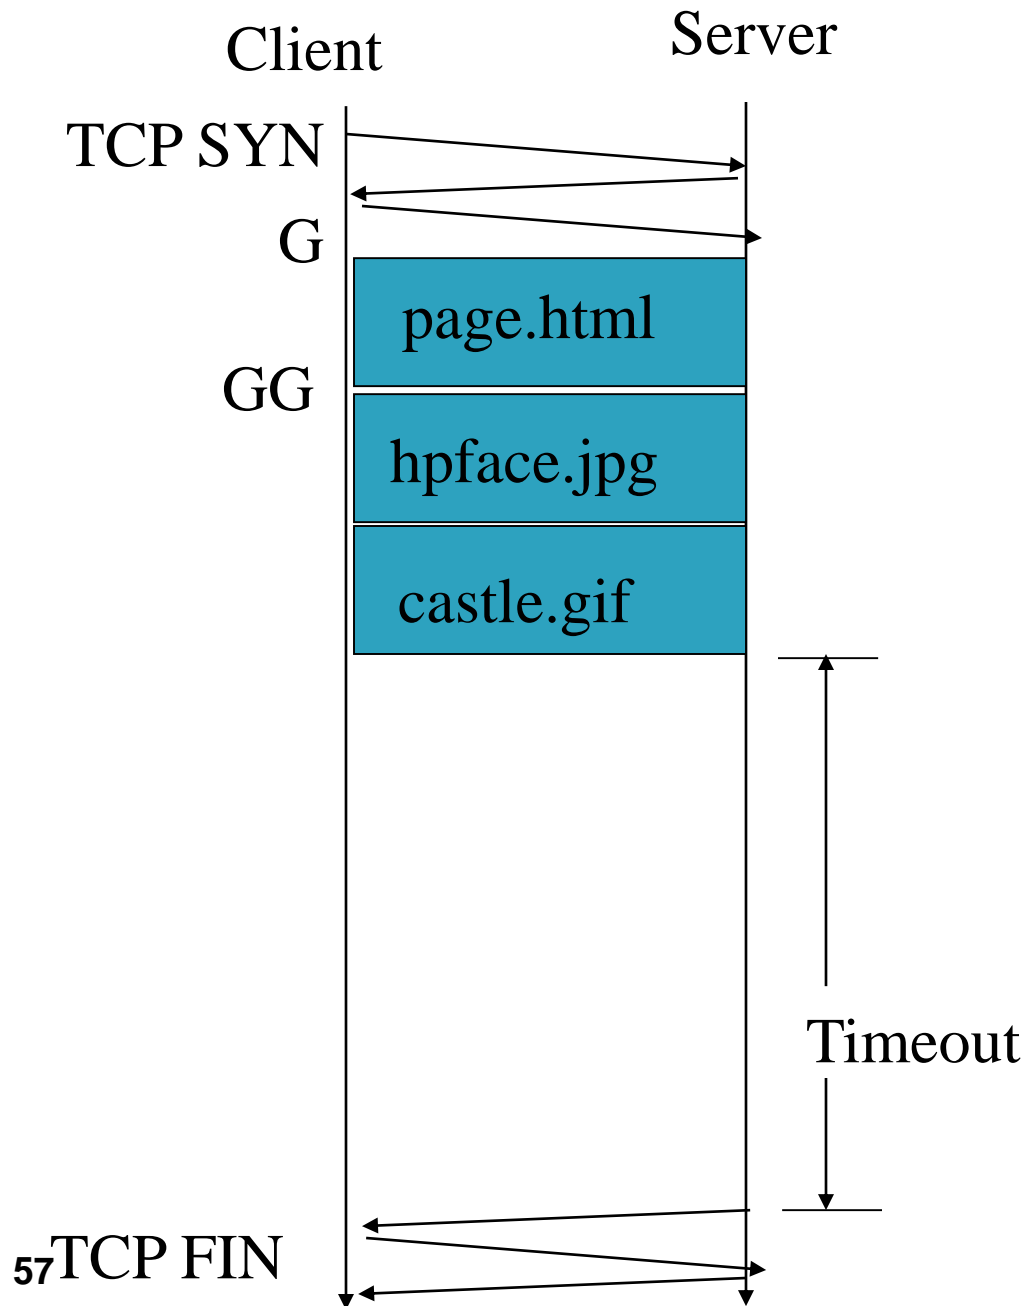 Client
Server
TCP SYN
G
page.html
GG
hpface.jpg
castle.gif
Timeout
TCP FIN
57